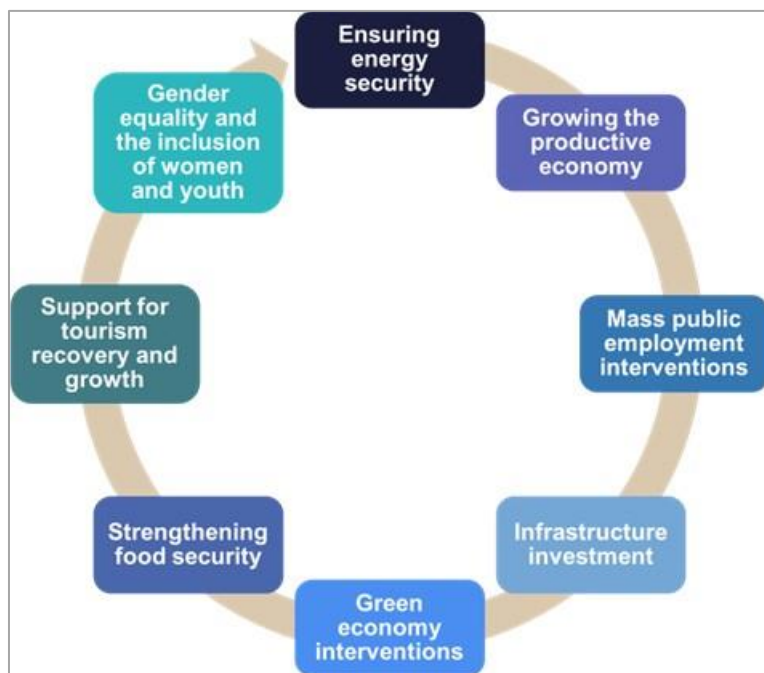 Ensuring
energy
security
Growing the
productive
economy
Mass public
employment
interventions
Infrastructure
investment
Green
economy
interventions
Strengthening
food security
Support for
tourism
recovery and
growth
Gender
equality and
the inclusion
of women
and youth